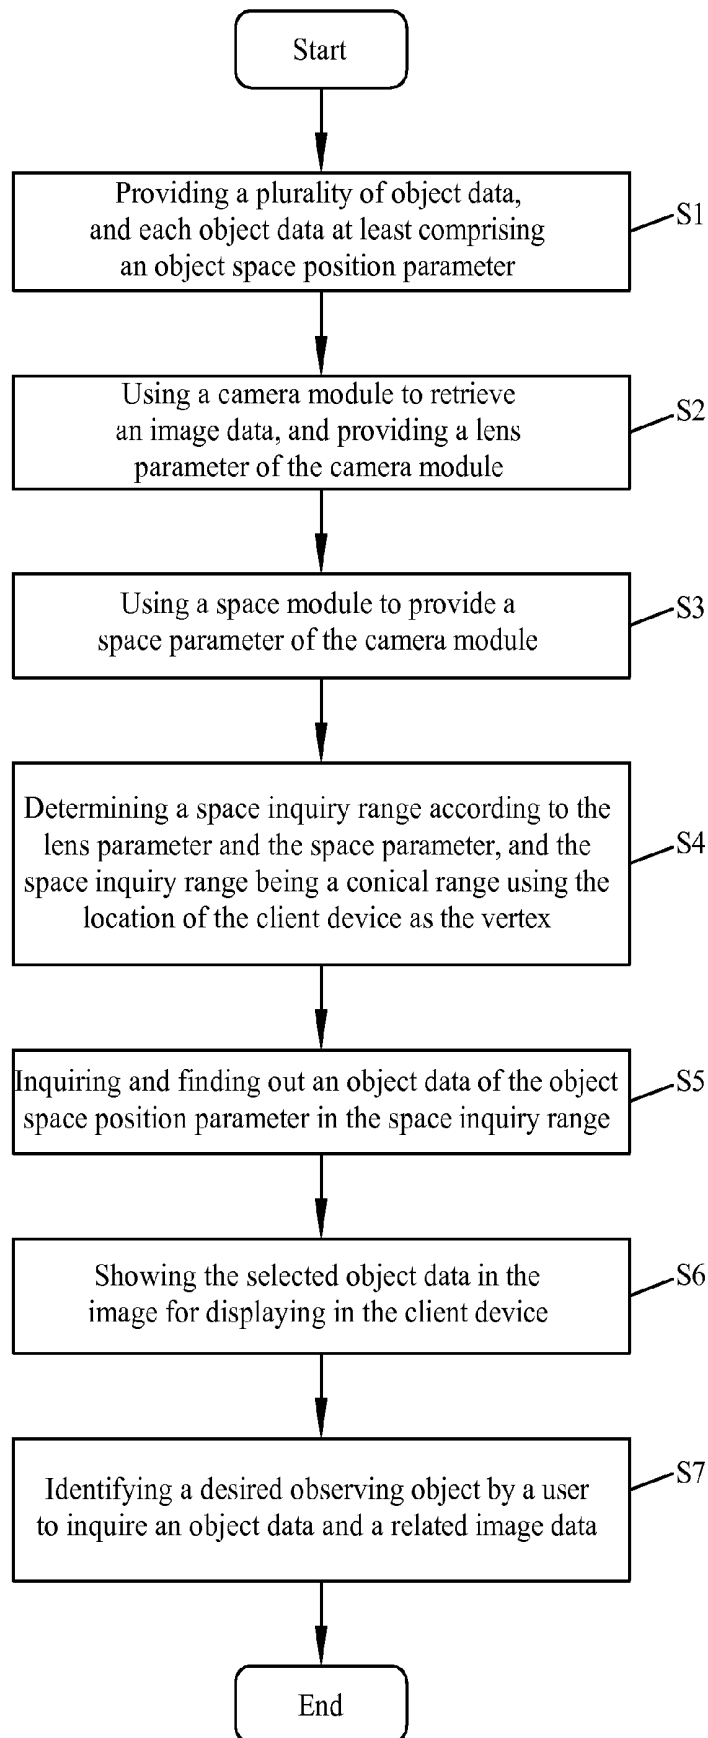 Start
Providing a plurality of object data,
and each object data at least comprising
an object space position parameter
S1
Using a camera module to retrieve
an image data, and providing a lens
parameter of the camera module
S2
Using a space module to provide a
space parameter of the camera module
S3
Determining a space inquiry range according to the
lens parameter and the space parameter, and the
space inquiry range being a conical range using the
location of the client device as the vertex
S4
Inquiring and finding out an object data of the object
space position parameter in the space inquiry range
S5
Showing the selected object data in the
image for displaying in the client device
S6
Identifying a desired observing object by a user
to inquire an object data and a related image data
S7
End